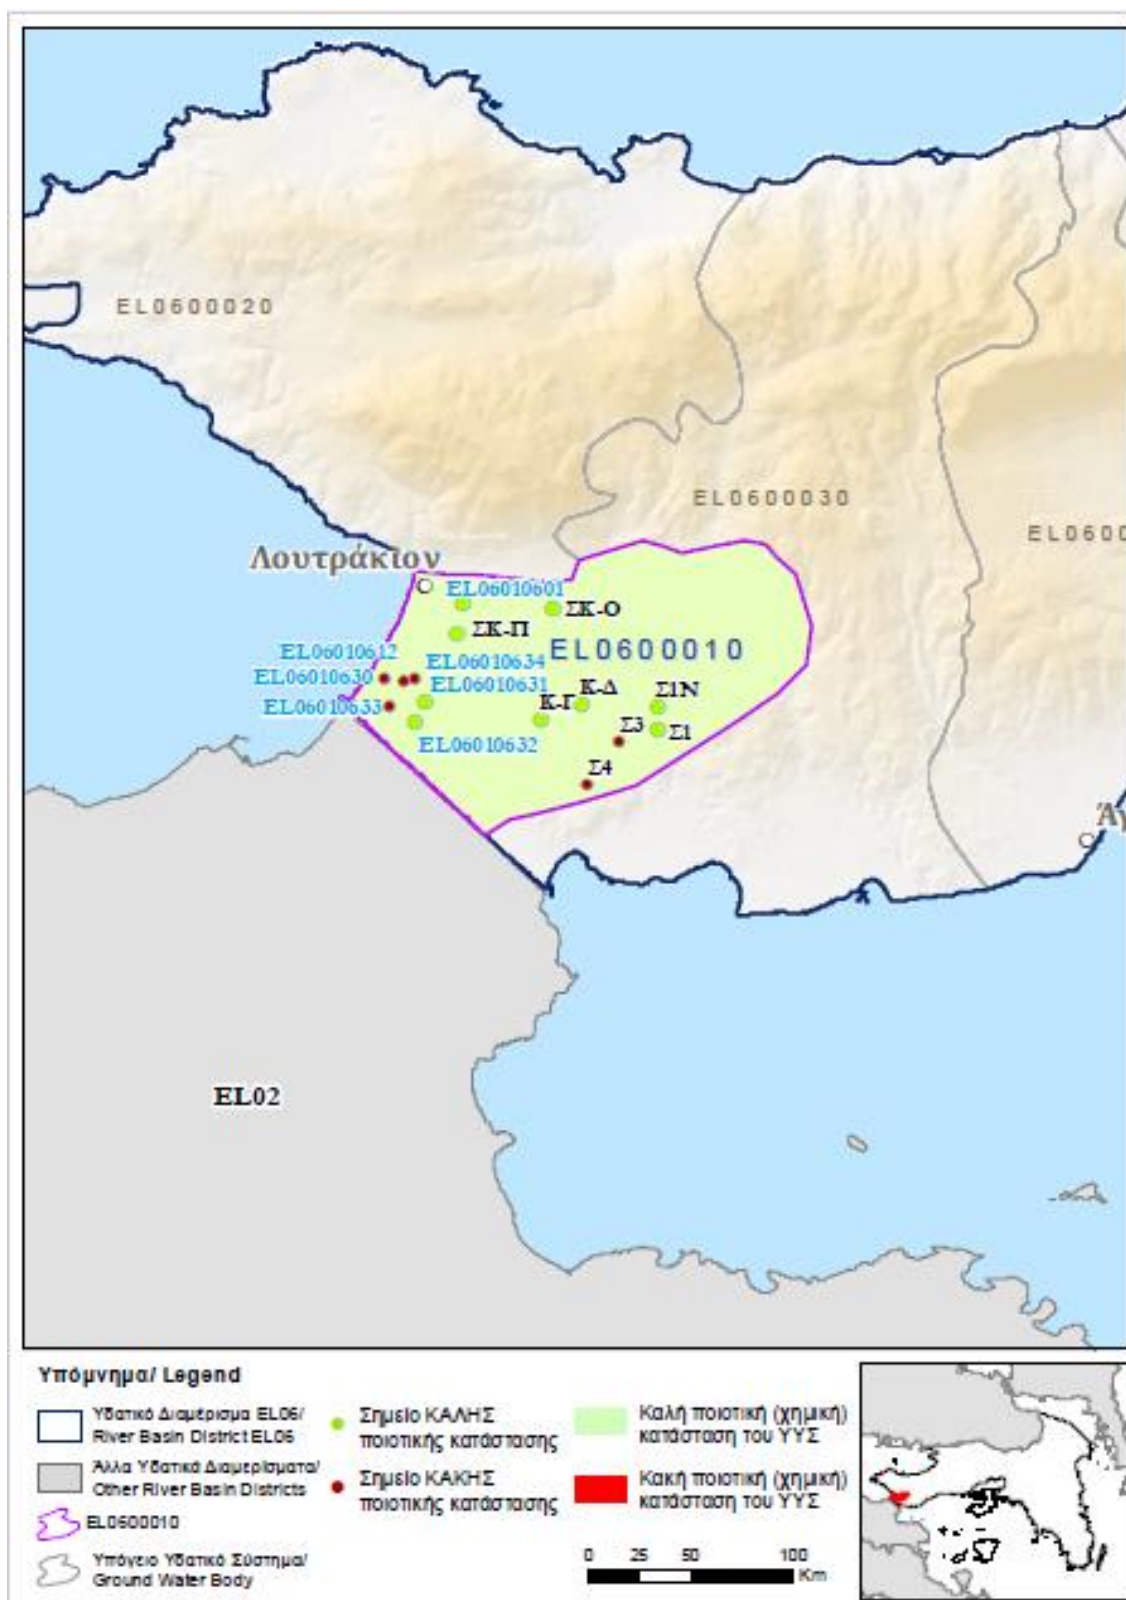 EL0600020
EL0600030
EL0600
Λουτράκιον
EL06010601
ΣΚ-Ο
ΣΚ-Π
EL0600010
EL06010612
EL06010634
EL06010630
EL06010631
EL06010633
Κ-Γ
Κ-Δ
Σ1Ν
Σ3
Σ1
EL06010632
Σ4
Άγ
EL02
Υπόμνημα/ Legend
Υδατικό Διαμέρισμα EL06/
River Basin District EL06
Άλλα Υδατικά Διαμερίσματα/
Other River Basin Districts
EL0600010
Υπόγειο Υδατικό Σύστημα/
Ground Water Body
Σημείο ΚΑΛΗΣ
ποιοτικής κατάστασης
Σημείο ΚΑΚΗΣ
ποιοτικής κατάστασης
Καλή ποιοτική (χημική)
κατάσταση του ΥΥΣ
Κακή ποιοτική (χημική)
κατάσταση του ΥΥΣ
0 25 50 100
Km